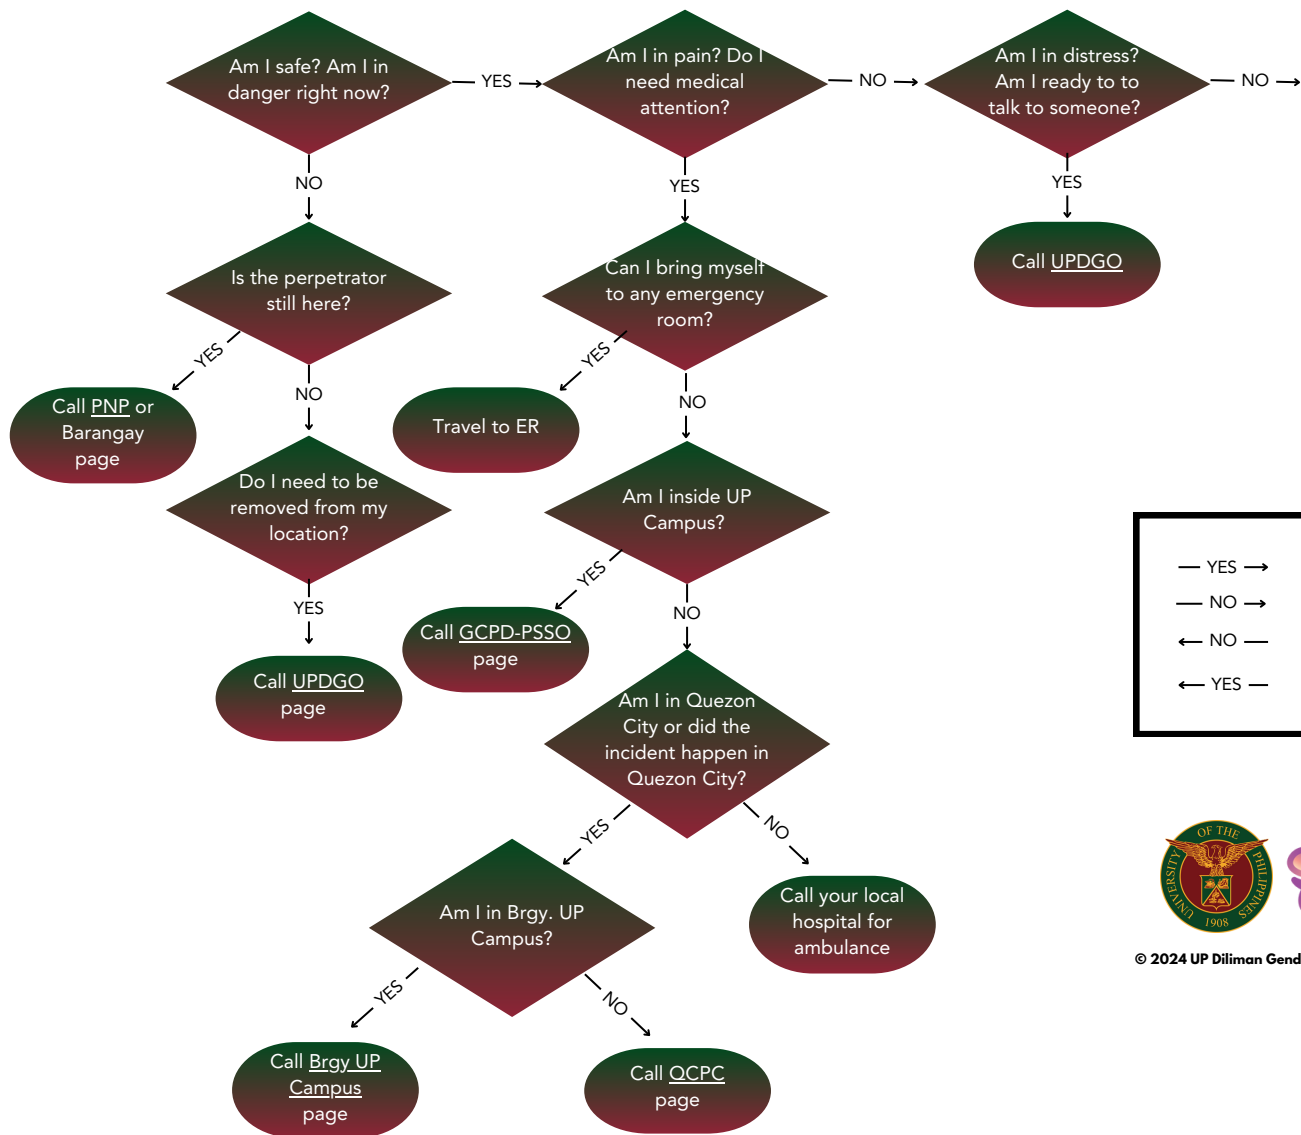 Am I safe? Am I in
danger right now?
YES
Am I in pain? Do I
need medical
attention?
NO
Am I in distress?
Am I ready to to
talk to someone?
NO
NO
YES
YES
Is the perpetrator
still here?
Can I bring myself
to any emergency
room?
Call UPDGO
YES
NO
YES
NO
Call PNP or
Barangay
page
Travel to ER
Do I need to be
removed from my
location?
Am I inside UP
Campus?
YES
YES
NO
Call UPDGO
page
Call GCPD-PSSO
page
Am I in Quezon
City or did the
incident happen in
Quezon City?
YES
NO
Am I in Brgy. UP
Campus?
Call your local
hospital for
ambulance
YES
NO
Call Brgy UP
Campus
page
Call QCPC
page
YES
NO
NO
YES
UNIVERSITY OF THE PHILIPPINES
1908
© 2024 UP Diliman Gend